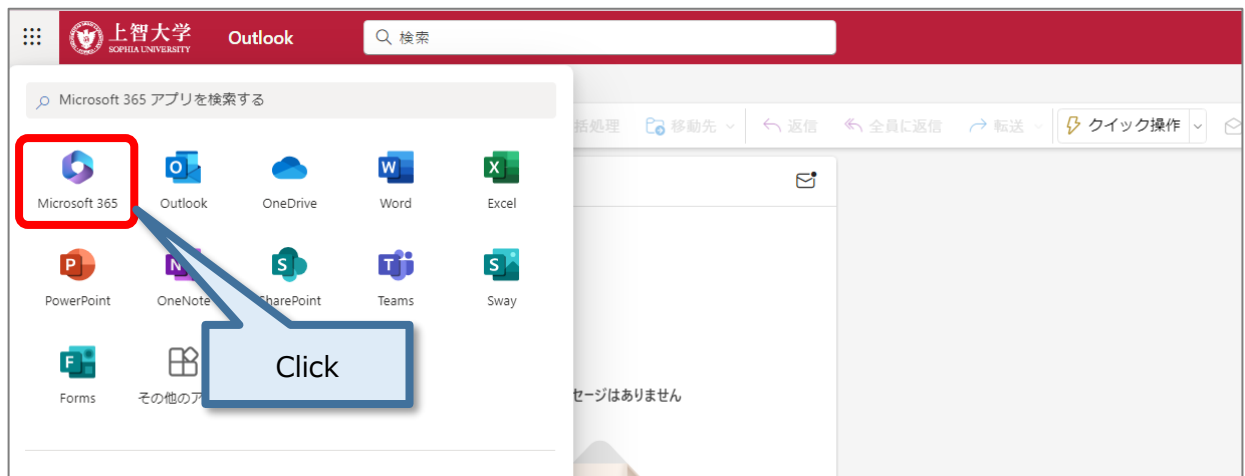 上智大学
SOPHIA UNIVERSITY
Outlook
検索
Microsoft 365 アプリを検索する
括処理
移動先
返信
全員に返信
転送
クイック操作
Microsoft 365
Outlook
OneDrive
Word
Excel
PowerPoint
OneNote
SharePoint
Teams
Sway
Click
Forms
その他のア
セージはありません